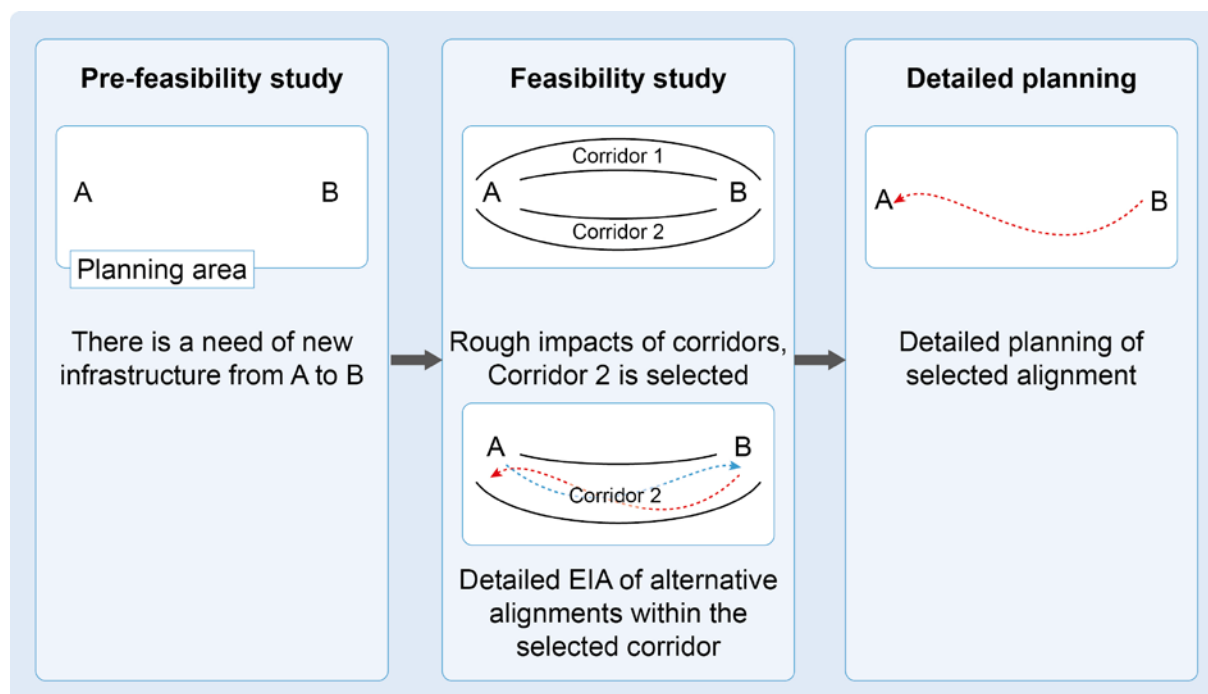 Pre-feasibility study
A
B
Planning area
There is a need of new
infrastructure from A to B
Feasibility study
Corridor 1
A
B
Corridor 2
Rough impacts of corridors,
Corridor 2 is selected
A
B
Corridor 2
Detailed EIA of alternative
alignments within the
selected corridor
Detailed planning
A
B
Detailed planning of
selected alignment